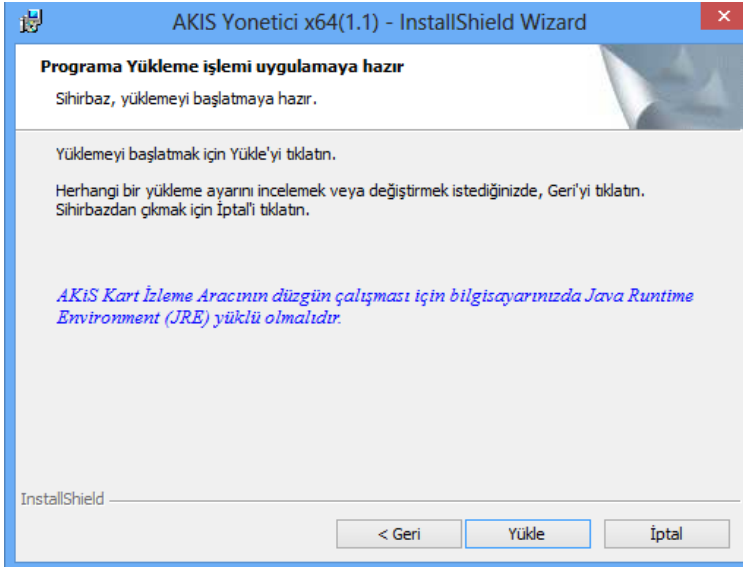 AKIS Yonetici x64(1.1) - InstallShield Wizard
Programa Yükleme işlemi uygulamaya hazır
Sihirbaz, yüklemeyi başlatmaya hazır.
Yüklemeyi başlatmak için Yükle'yi tıklatın.
Herhangi bir yükleme ayarını incelemek veya değiştirmek istediğinizde, Geri'yi tıklatın.
Sihirbazdan çıkmak için İptal'i tıklatın.
AKiS Kart İzleme Aracının düzgün çalışması için bilgisayarınızda Java Runtime
Environment (JRE) yüklü olmalıdır.
InstallShield
< Geri
Yükle
İptal